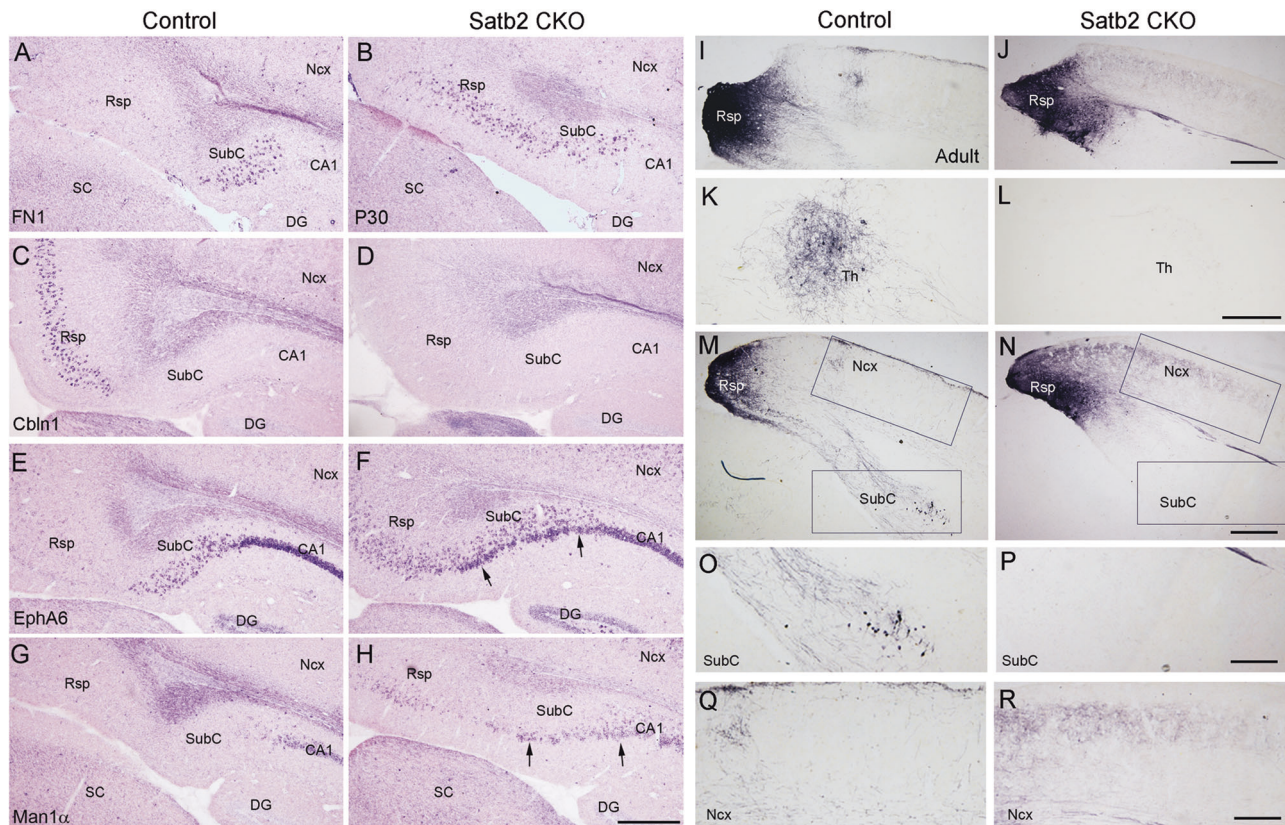 Control Satb2 CKO Control Satb2 CKO
A Rsp Ncx SubC CA1 SC DG FN1
B Rsp Ncx SubC CA1 SC DG P30
C Ncx Rsp SubC CA1 DG Cbln1
D Ncx Rsp SubC CA1 DG
E Ncx Rsp SubC CA1 DG EphA6
F Ncx Rsp SubC CA1 DG
G Ncx Rsp SubC CA1 SC DG Man1α
H Ncx Rsp SubC CA1 SC DG
I Rsp Adult
J Rsp
K Th
L Th
M Rsp Ncx SubC
N Rsp Ncx SubC
O SubC
P SubC
Q Ncx
R Ncx